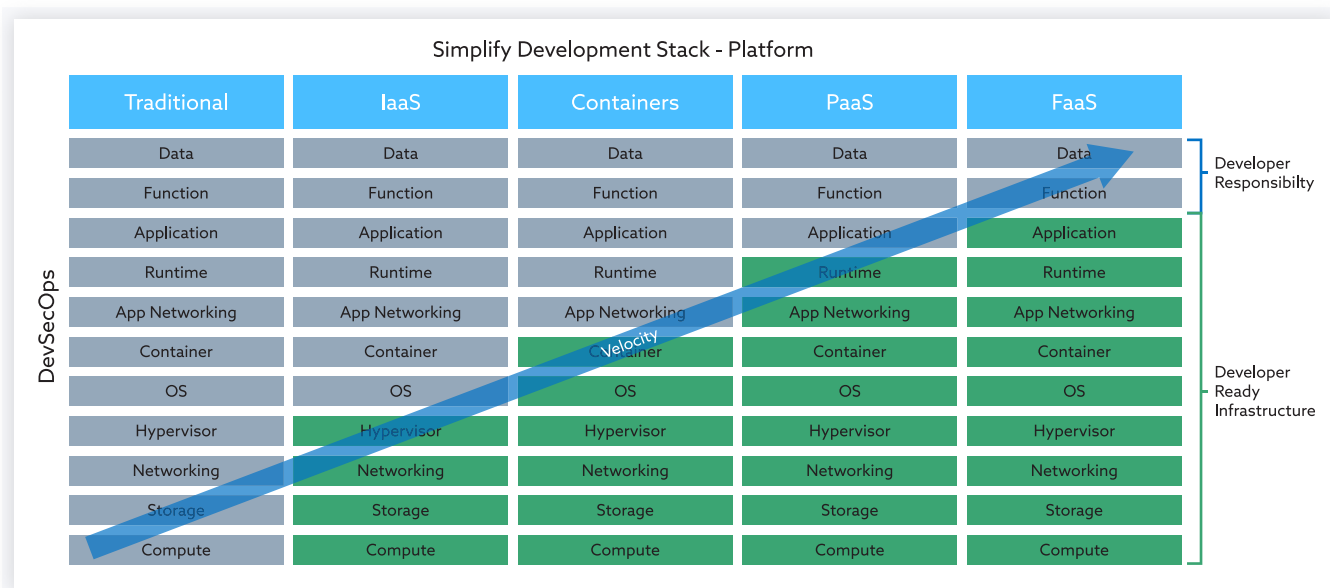 Simplify Development Stack - Platform
Traditional IaaS Containers PaaS FaaS
Data Data Data Data Data
Function Function Function Function Function
Application Application Application Application Application
Runtime Runtime Runtime Runtime Runtime
App Networking App Networking App Networking App Networking App Networking
Container Container Container Container Container
OS OS OS OS OS
Hypervisor Hypervisor Hypervisor Hypervisor Hypervisor
Networking Networking Networking Networking Networking
Storage Storage Storage Storage Storage
Compute Compute Compute Compute Compute
Velocity
DevSecOps
Developer
Responsibilty
Developer
Ready
Infrastructure